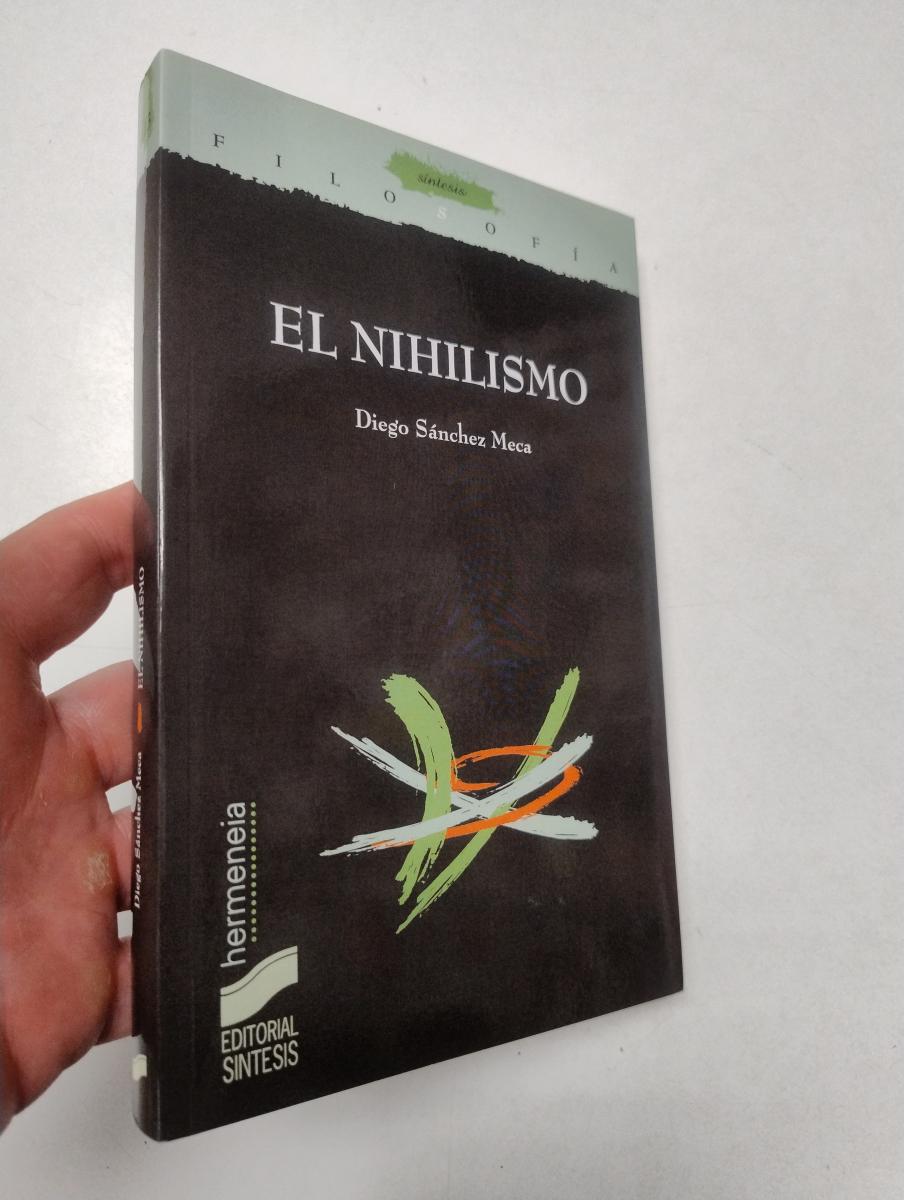 síntesis
FILOSOFÍA
EL NIHILISMO
Diego Sánchez Meca
hermeneia
EDITORIAL
SINTESIS
Diego Sánchez Meca EL NIHILISMO